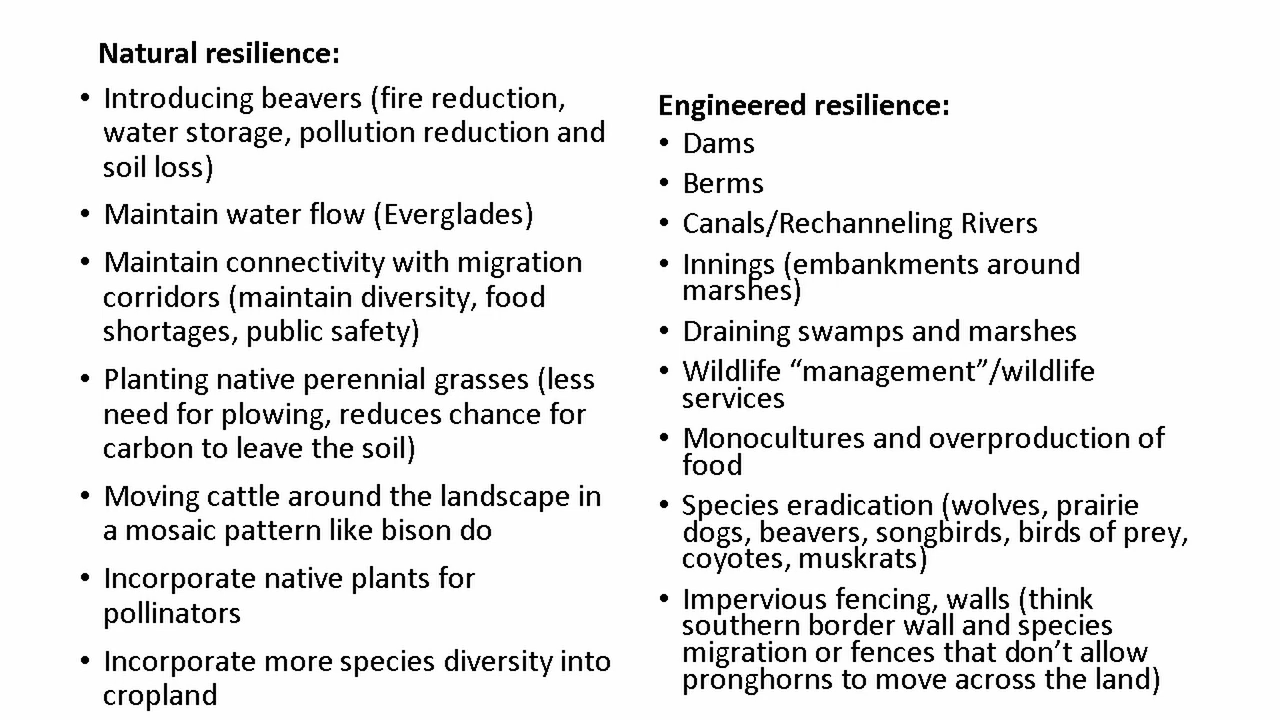 Natural resilience:
• Introducing beavers (fire reduction,
water storage, pollution reduction and
soil loss)
• Maintain water flow (Everglades)
• Maintain connectivity with migration
corridors (maintain diversity, food
shortages, public safety)
• Planting native perennial grasses (less
need for plowing, reduces chance for
carbon to leave the soil)
• Moving cattle around the landscape in
a mosaic pattern like bison do
• Incorporate native plants for
pollinators
• Incorporate more species diversity into
cropland
Engineered resilience:
• Dams
• Berms
• Canals/Rechanneling Rivers
• Innings (embankments around
marshes)
• Draining swamps and marshes
• Wildlife “management”/wildlife
services
• Monocultures and overproduction of
food
• Species eradication (wolves, prairie
dogs, beavers, songbirds, birds of prey,
coyotes, muskrats)
• Impervious fencing, walls (think
southern border wall and species
migration or fences that don’t allow
pronghorns to move across the land)